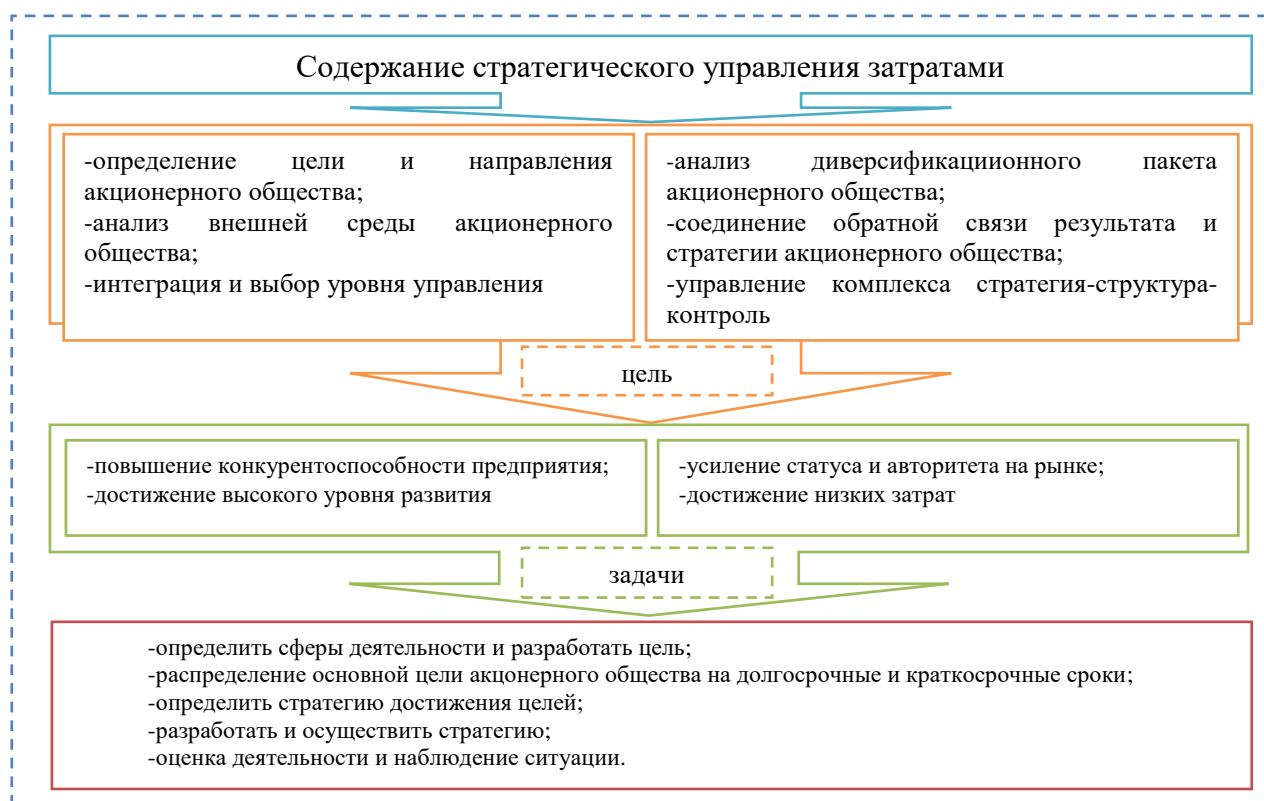 Содержание стратегического управления затратами
-определение цели и направления
акционерного общества;
-анализ внешней среды акционерного
общества;
-интеграция и выбор уровня управления
-анализ диверсификациионного пакета
акционерного общества;
-соединение обратной связи результата и
стратегии акционерного общества;
-управление комплекса стратегия-структура-
контроль
цель
-повышение конкурентоспособности предприятия;
-достижение высокого уровня развития
-усиление статуса и авторитета на рынке;
-достижение низких затрат
задачи
-определить сферы деятельности и разработать цель;
-распределение основной цели акцонерного общества на долгосрочные и краткосрочные сроки;
-определить стратегию достижения целей;
-разработать и осуществить стратегию;
-оценка деятельности и наблюдение ситуации.